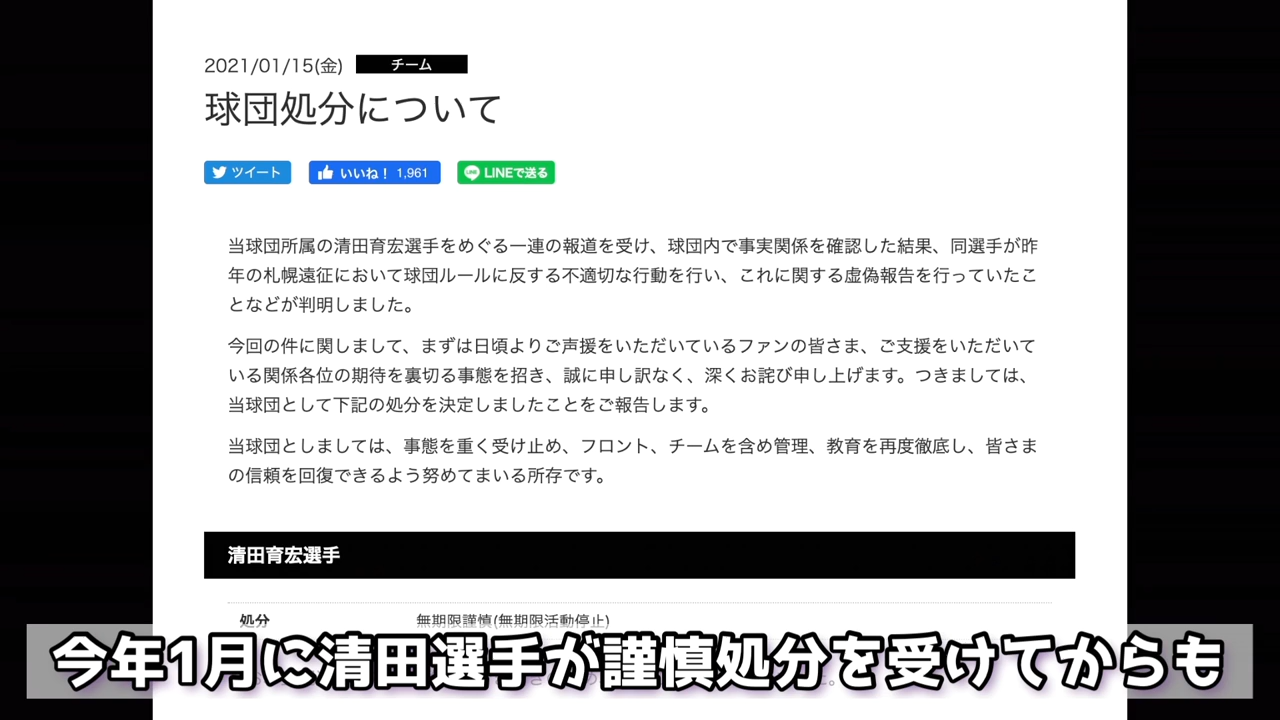 2021/01/15(金) チーム
球団処分について
ツイート いいね！ 1,961 LINEで送る
当球団所属の清田育宏選手をめぐる一連の報道を受け、球団内で事実関係を確認した結果、同選手が昨
年の札幌遠征において球団ルールに反する不適切な行動を行い、これに関する虚偽報告を行っていたこ
となどが判明しました。
今回の件に関しまして、まずは日頃よりご声援をいただいているファンの皆さま、ご支援をいただいて
いる関係各位の期待を裏切る事態を招き、誠に申し訳なく、深くお詫び申し上げます。つきましては、
当球団として下記の処分を決定しましたことをご報告します。
当球団としましては、事態を重く受け止め、フロント、チームを含め管理、教育を再度徹底し、皆さま
の信頼を回復できるよう努めてまいる所存です。
清田育宏選手
処分 無期限謹慎(無期限活動停止)
今年1月に清田選手が謹慎処分を受けてからも